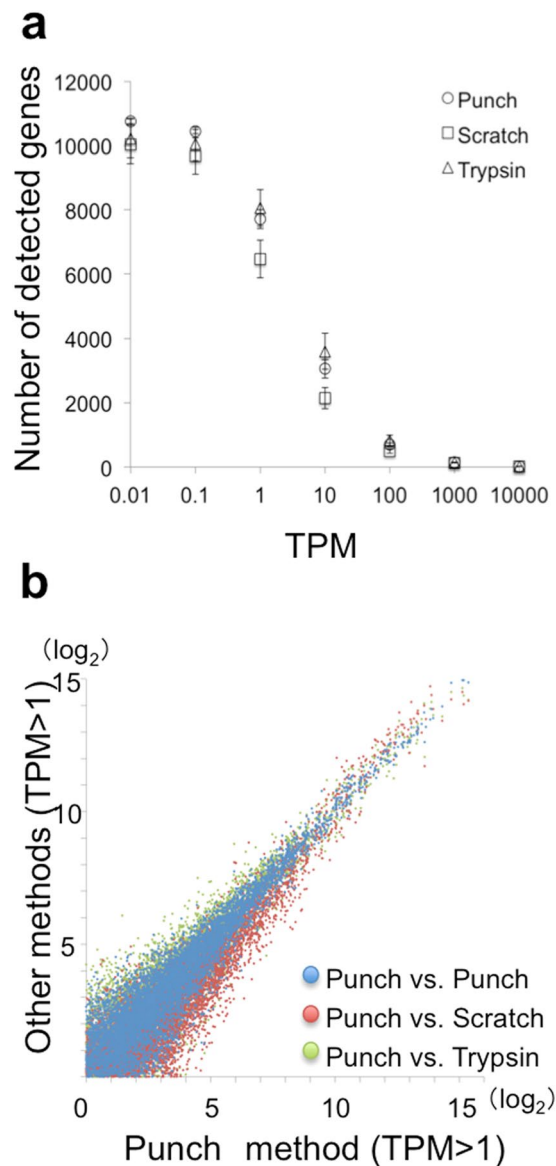 a
Number of detected genes
12000
10000
8000
6000
4000
2000
0
0.01 0.1 1 10 100 1000 10000
TPM
Punch
Scratch
Trypsin
b
(log2)
Other methods (TPM>1)
15
10
5
0 5 10 15 (log2)
Punch vs. Punch
Punch vs. Scratch
Punch vs. Trypsin
Punch method (TPM>1)